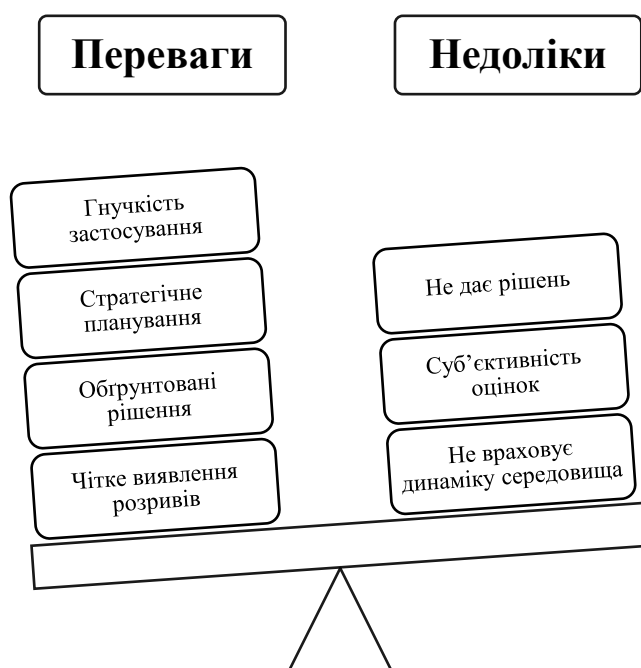 Переваги
Недоліки
Гнучкість
застосування
Стратегічне
планування
Обґрунтовані
рішення
Чітке виявлення
розривів
Не дає рішень
Суб’єктивність
оцінок
Не враховує
динаміку середовища